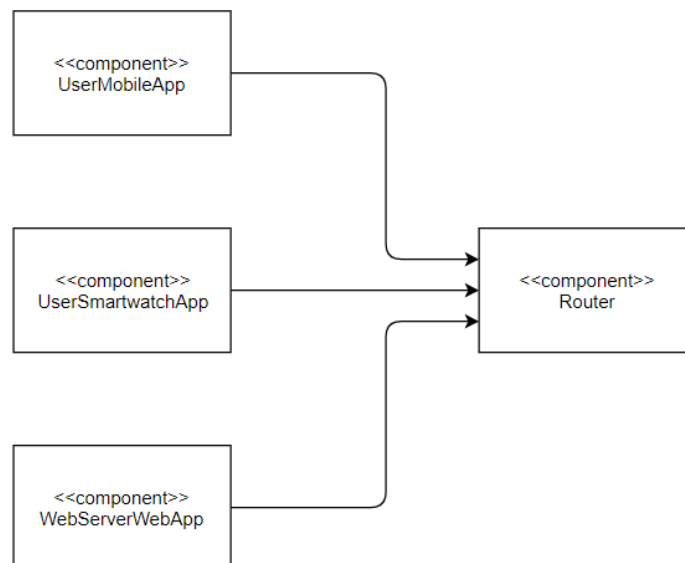 <<component>>
UserMobileApp
<<component>>
UserSmartwatchApp
<<component>>
Router
<<component>>
WebServerWebApp